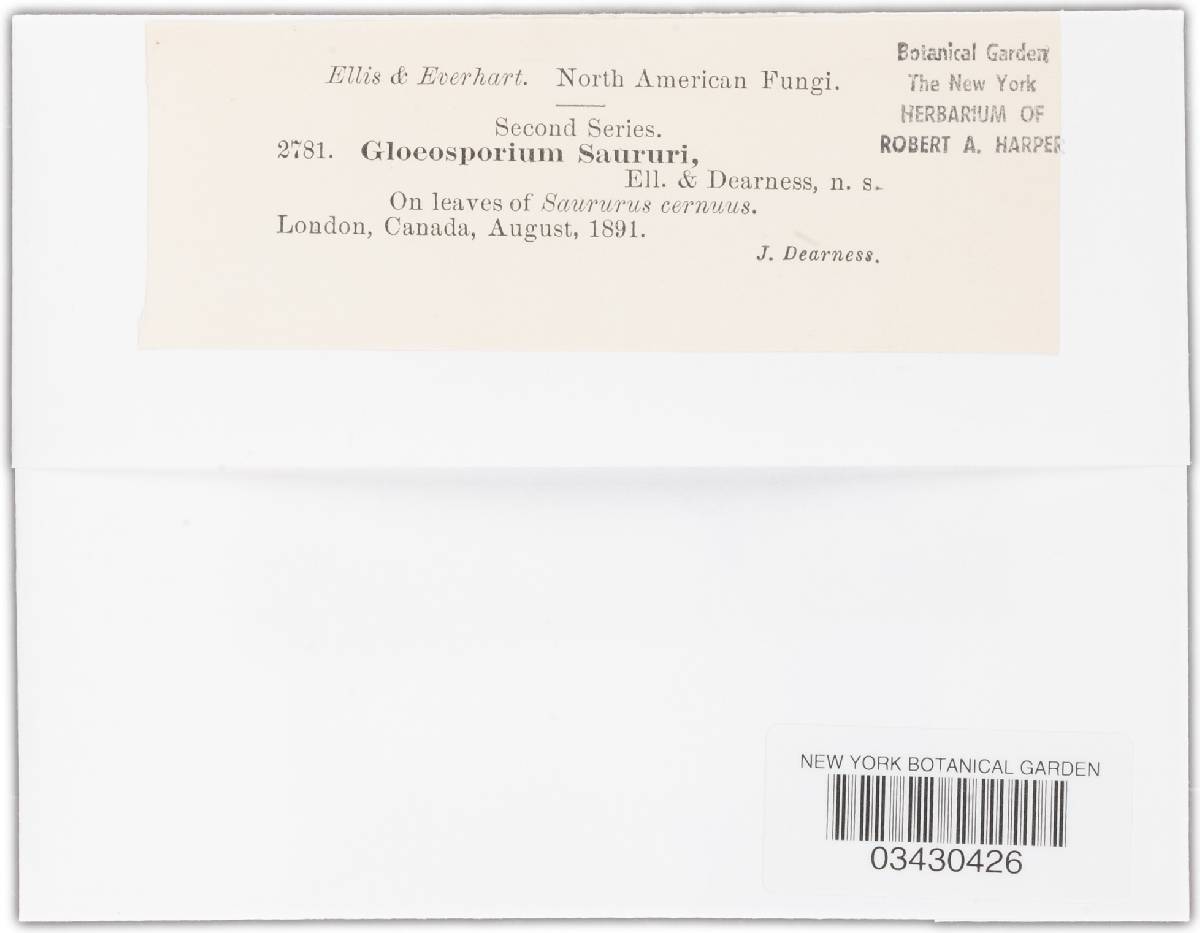 Ellis & Everhart. North American Fungi.
Second Series.
2781. Gloeosporium Saururi,
Ell. & Dearness, n. s.
On leaves of Saururus cernuus.
London, Canada, August, 1891.
J. Dearness.
Botanical Garden
The New York
HERBARIUM OF
ROBERT A. HARPER
NEW YORK BOTANICAL GARDEN
03430426